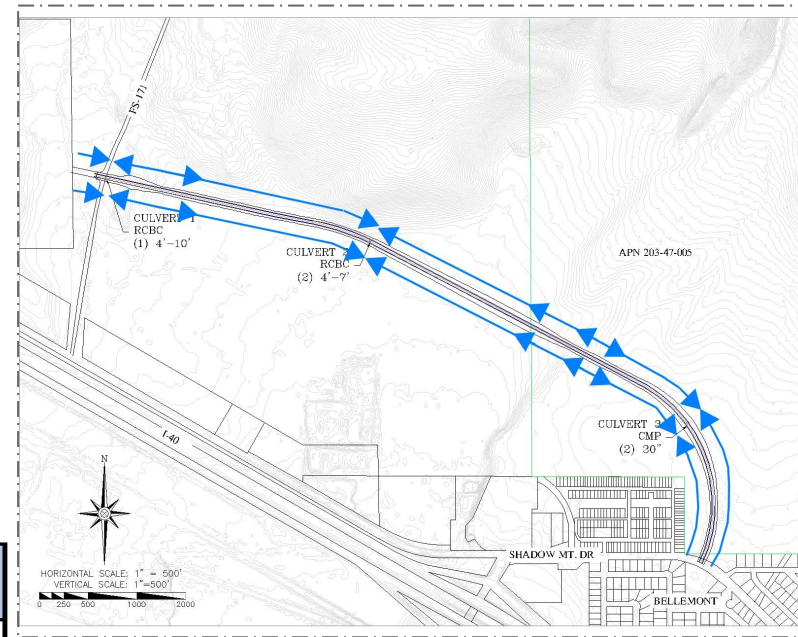 FS-171
CULVERT 1
RCBC
(1) 4'-10'
CULVERT 2
RCBC
(2) 4'-7'
APN 203-47-005
CULVERT 3
CMP
(2) 30"
I-40
N
SHADOW MT. DR
BELLEMONT
HORIZONTAL SCALE: 1" = 500'
VERTICAL SCALE: 1"=500'
0 250 500 1000 2000